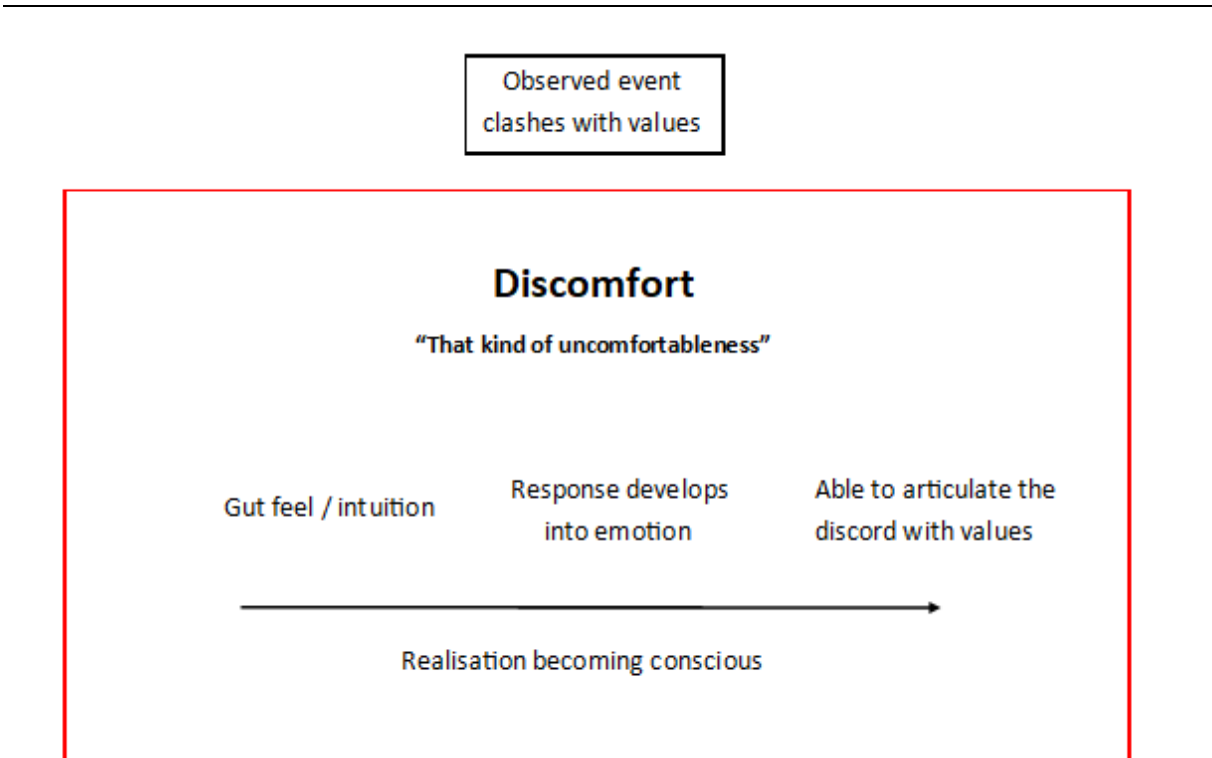 Observed event
clashes with values
Discomfort
“That kind of uncomfortableness”
Gut feel / intuition
Response develops
into emotion
Able to articulate the
discord with values
Realisation becoming conscious